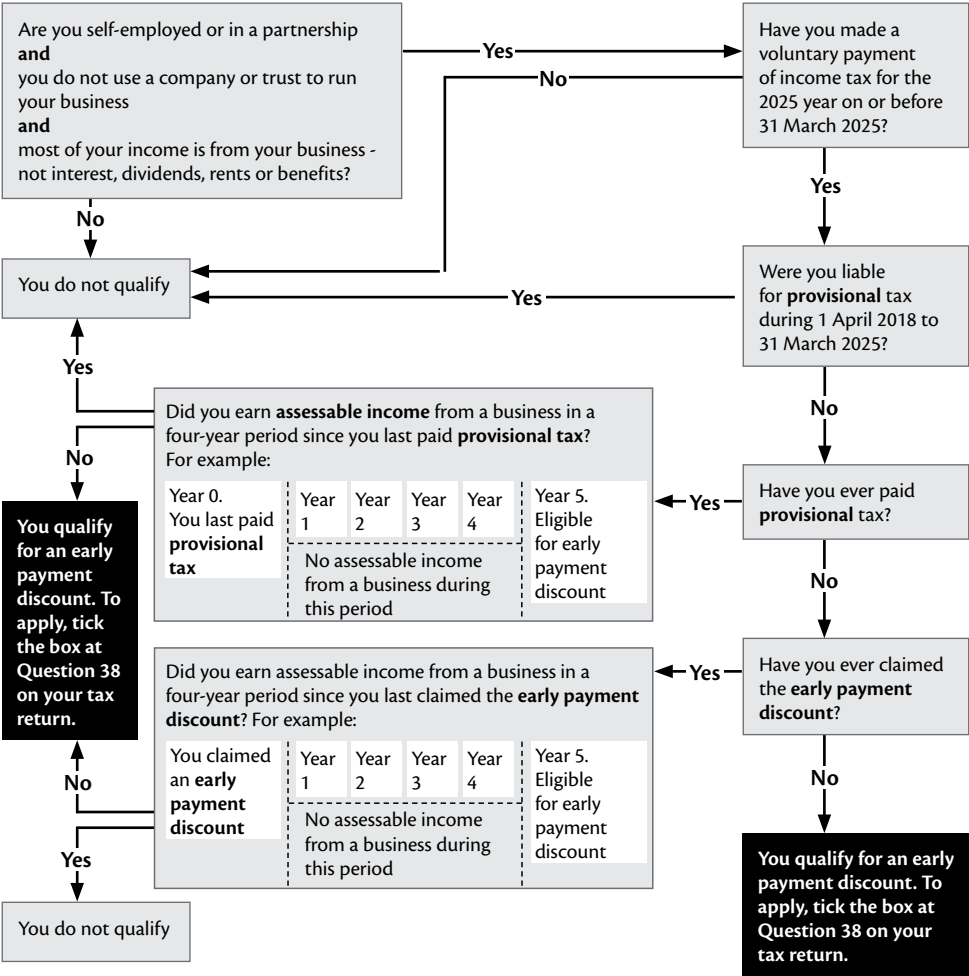 Are you self-employed or in a partnership
and
you do not use a company or trust to run
your business
and
most of your income is from your business -
not interest, dividends, rents or benefits?
Yes
No
Have you made a
voluntary payment
of income tax for the
2025 year on or before
31 March 2025?
No
You do not qualify
Yes
Yes
Were you liable
for provisional tax
during 1 April 2018 to
31 March 2025?
Yes
No
Did you earn assessable income from a business in a
four-year period since you last paid provisional tax?
For example:
Year 0.
You last paid
provisional
tax
Year
1
Year
2
Year
3
Year
4
No assessable income
from a business during
this period
Year 5.
Eligible
for early
payment
discount
No
Yes
Have you ever paid
provisional tax?
You qualify
for an early
payment
discount. To
apply, tick
the box at
Question 38
on your tax
return.
No
Did you earn assessable income from a business in a
four-year period since you last claimed the early payment
discount? For example:
You claimed
an early
payment
discount
Year
1
Year
2
Year
3
Year
4
No assessable income
from a business during
this period
Year 5.
Eligible
for early
payment
discount
Yes
Have you ever claimed
the early payment
discount?
No
Yes
You do not qualify
No
You qualify for an early
payment discount. To
apply, tick the box at
Question 38 on your
tax return.